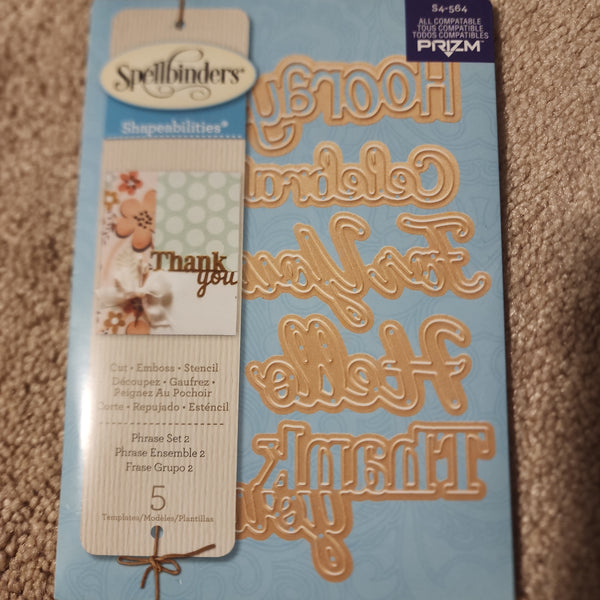 S4-564
ALL COMPATABLE
TOUS COMPATIBLE
TODOS COMPATIBLES
PRIZM™
Spellbinders®
Shapeabilities®
Thank
you
Cut • Emboss • Stencil
Découpez • Gaufrez •
Peignez Au Pochoir
Corte • Repujado • Esténcil
Phrase Set 2
Phrase Ensemble 2
Frase Grupo 2
5
Templates/Modèles/Plantillas
Hooray
Celebra
For You
Hello
Thank
you